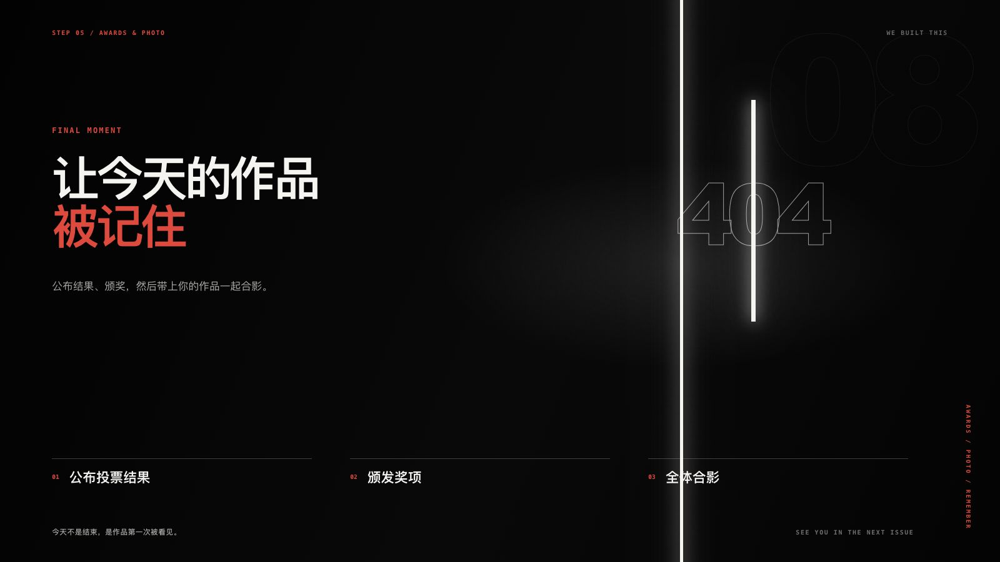 STEP 05 / AWARDS & PHOTO
WE BUILT THIS
08
FINAL MOMENT
让今天的作品
被记住
404
公布结果、颁奖，然后带上你的作品一起合影。
01 公布投票结果
02 颁发奖项
03 全体合影
AWARDS / PHOTO / REMEMBER
今天不是结束，是作品第一次被看见。
SEE YOU IN THE NEXT ISSUE